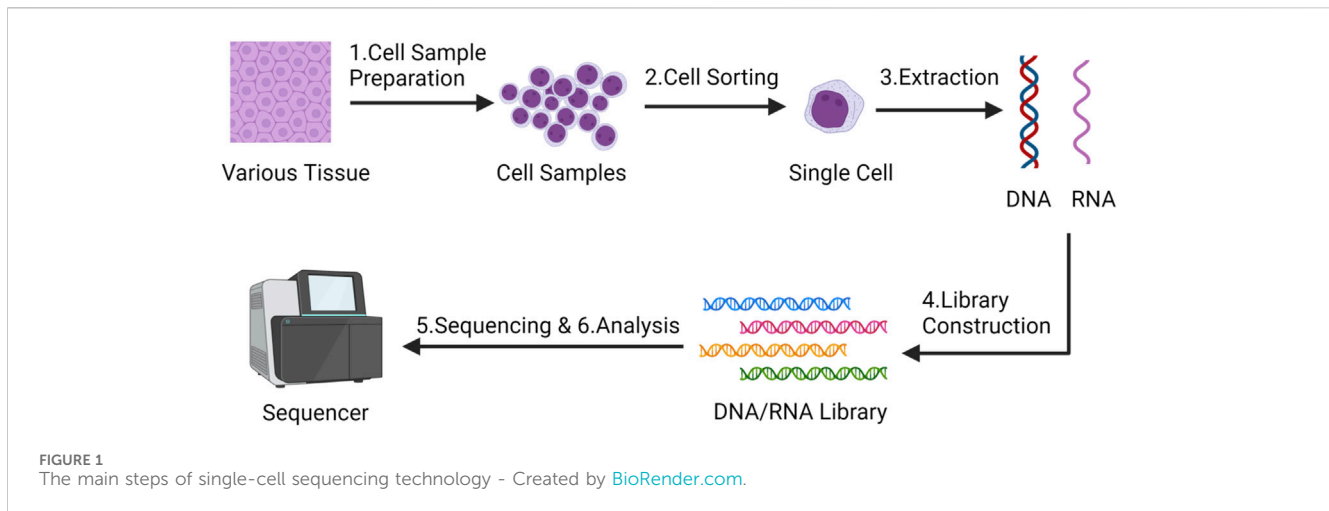 1.Cell Sample
Preparation
2.Cell Sorting
3.Extraction
Various Tissue
Cell Samples
Single Cell
DNA
RNA
4.Library
Construction
5.Sequencing & 6.Analysis
Sequencer
DNA/RNA Library
FIGURE 1
The main steps of single-cell sequencing technology - Created by BioRender.com.